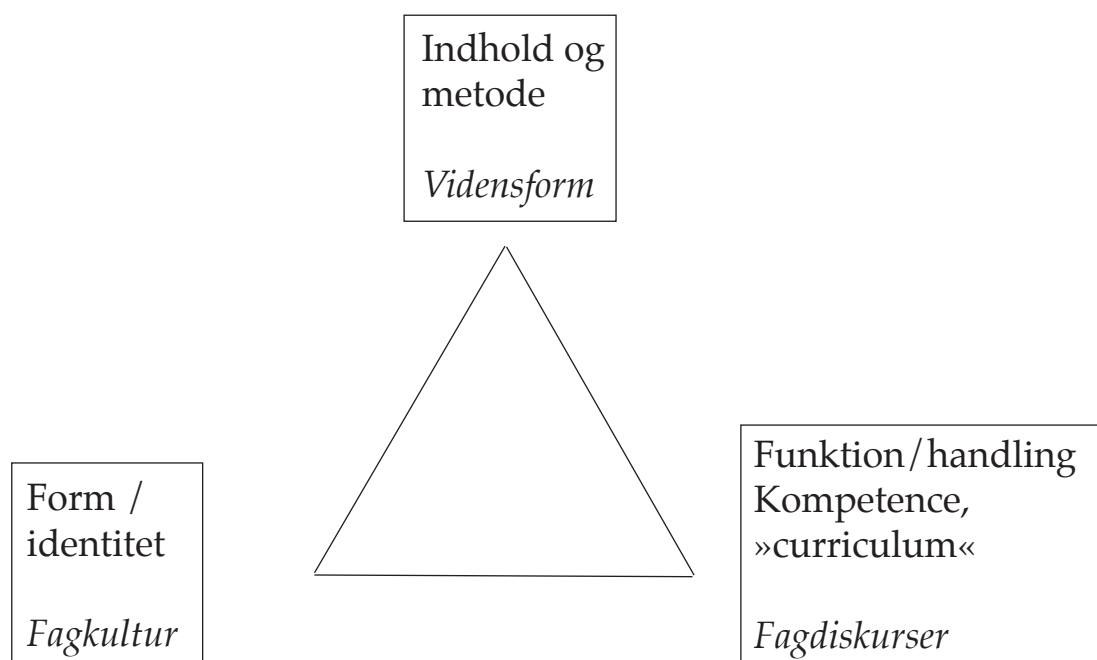 Indhold og
metode
Vidensform
Form /
identitet
Fagkultur
Funktion/handling
Kompetence,
»curriculum«
Fagdiskurser